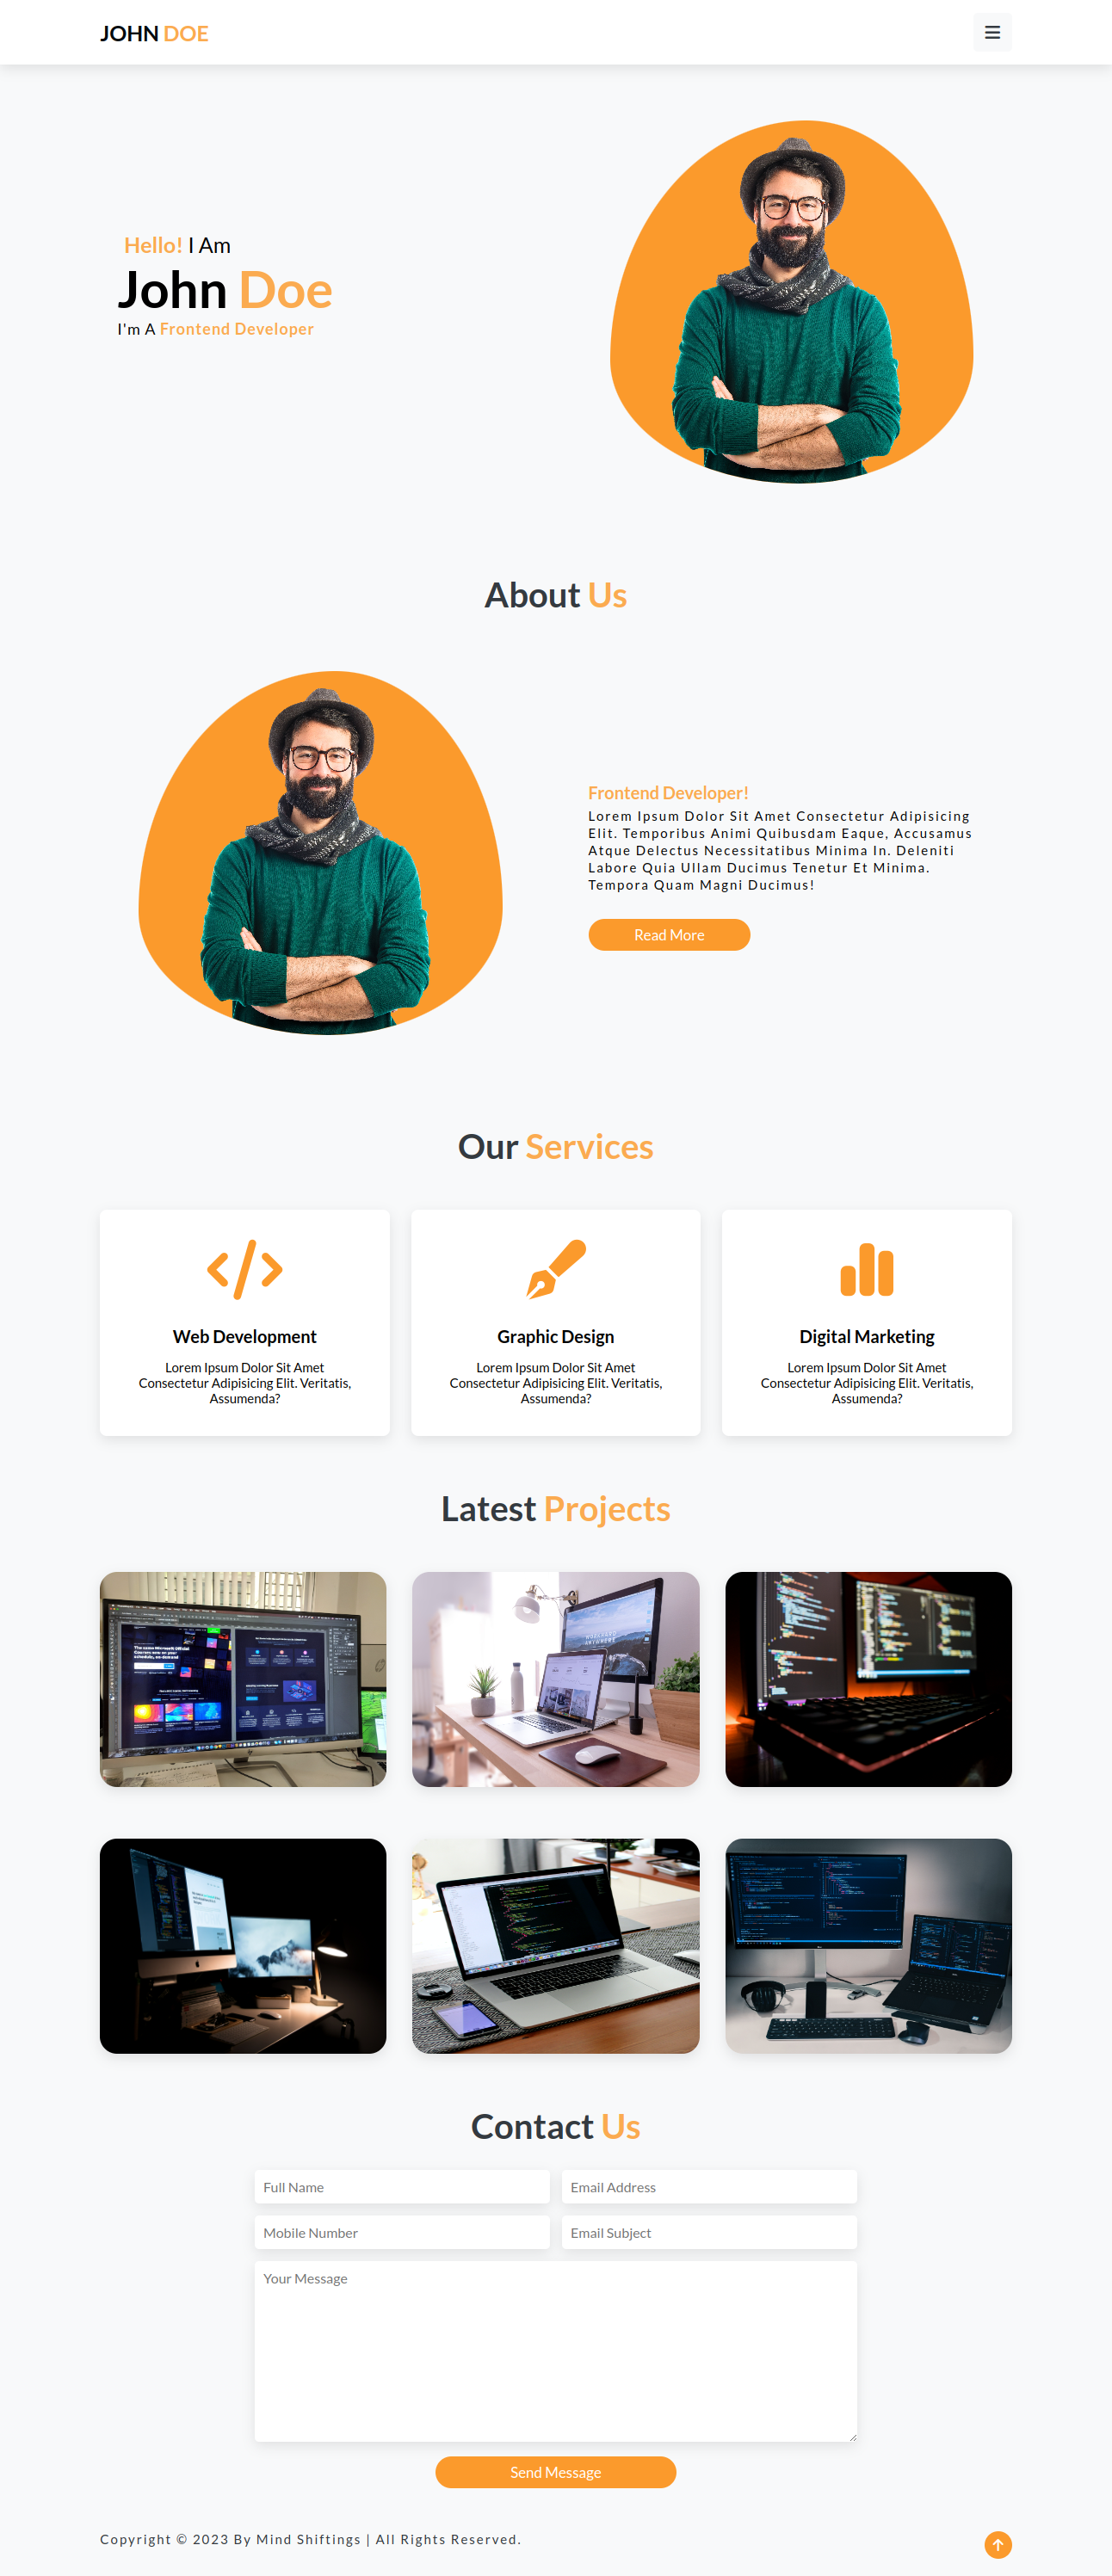 JOHN DOE
Hello! I Am
John Doe
I'm A Frontend Developer
About Us
Frontend Developer!
Lorem Ipsum Dolor Sit Amet Consectetur Adipisicing
Elit. Temporibus Animi Quibusdam Eaque, Accusamus
Atque Delectus Necessitatibus Minima In. Deleniti
Labore Quia Ullam Ducimus Tenetur Et Minima.
Tempora Quam Magni Ducimus!
Read More
Our Services
Web Development
Lorem Ipsum Dolor Sit Amet
Consectetur Adipisicing Elit. Veritatis,
Assumenda?
Graphic Design
Lorem Ipsum Dolor Sit Amet
Consectetur Adipisicing Elit. Veritatis,
Assumenda?
Digital Marketing
Lorem Ipsum Dolor Sit Amet
Consectetur Adipisicing Elit. Veritatis,
Assumenda?
Latest Projects
Contact Us
Full Name
Email Address
Mobile Number
Email Subject
Your Message
Send Message
Copyright © 2023 By Mind Shiftings | All Rights Reserved.